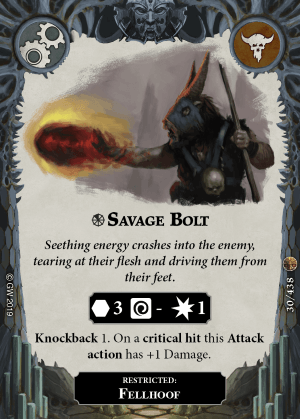 SAVAGE BOLT
Seething energy crashes into the enemy,
tearing at their flesh and driving them from
their feet.
3 - 1
Knockback 1. On a critical hit this Attack
action has +1 Damage.
RESTRICTED:
FELLHOOF
© GW 2019
30/438